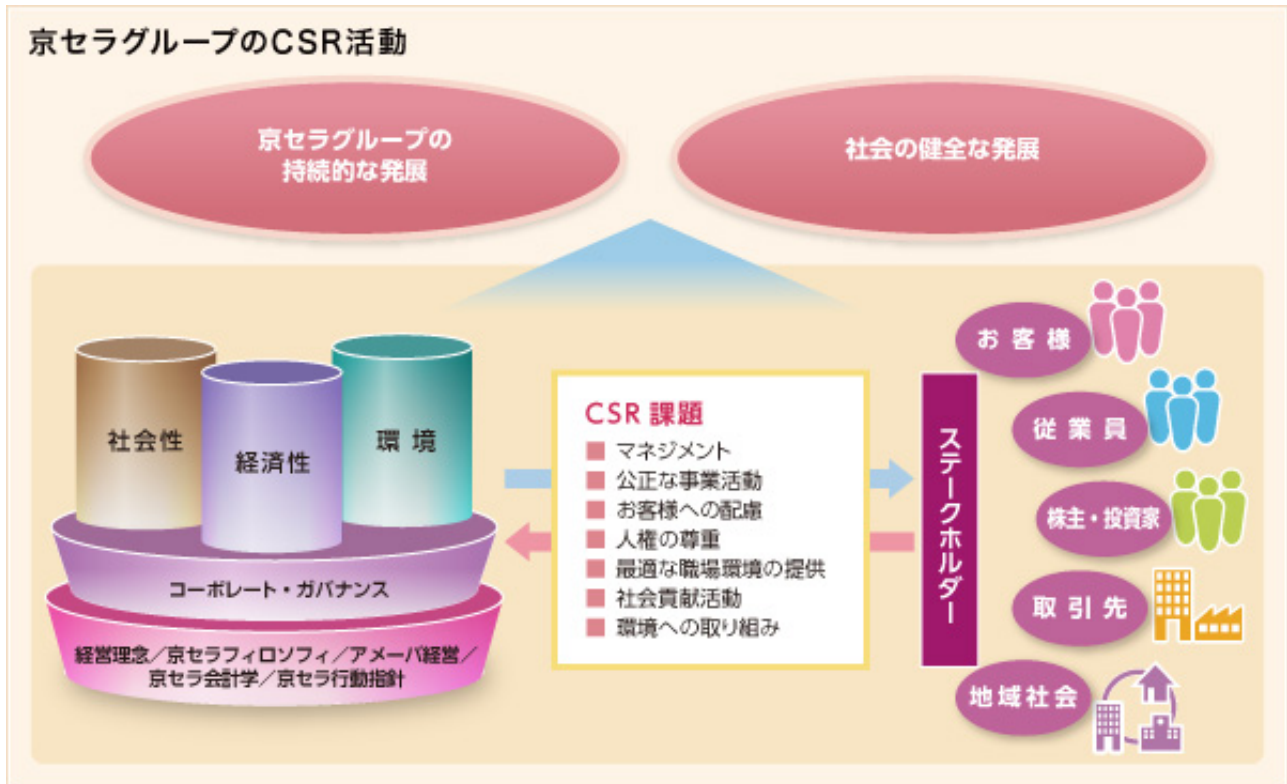 京セラグループのCSR活動
京セラグループの
持続的な発展
社会の健全な発展
社会性
経済性
環境
コーポレート・ガバナンス
経営理念／京セラフィロソフィ／アメーバ経営／
京セラ会計学／京セラ行動指針
CSR 課題
マネジメント
公正な事業活動
お客様への配慮
人権の尊重
最適な職場環境の提供
社会貢献活動
環境への取り組み
ステークホルダー
お客様
従業員
株主・投資家
取引先
地域社会